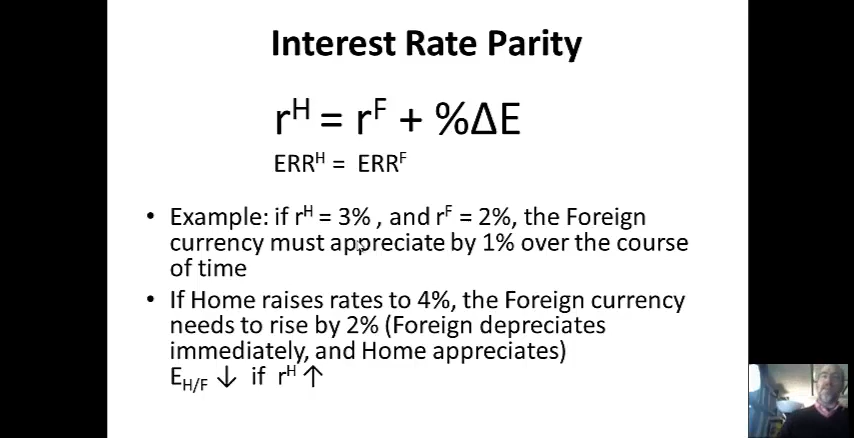 Interest Rate Parity
rᴴ = rᶠ + %ΔE
ERRᴴ = ERRᶠ
• Example: if rᴴ = 3% , and rᶠ = 2%, the Foreign
currency must appreciate by 1% over the course
of time
• If Home raises rates to 4%, the Foreign currency
needs to rise by 2% (Foreign depreciates
immediately, and Home appreciates)
E_H/F ↓ if rᴴ ↑